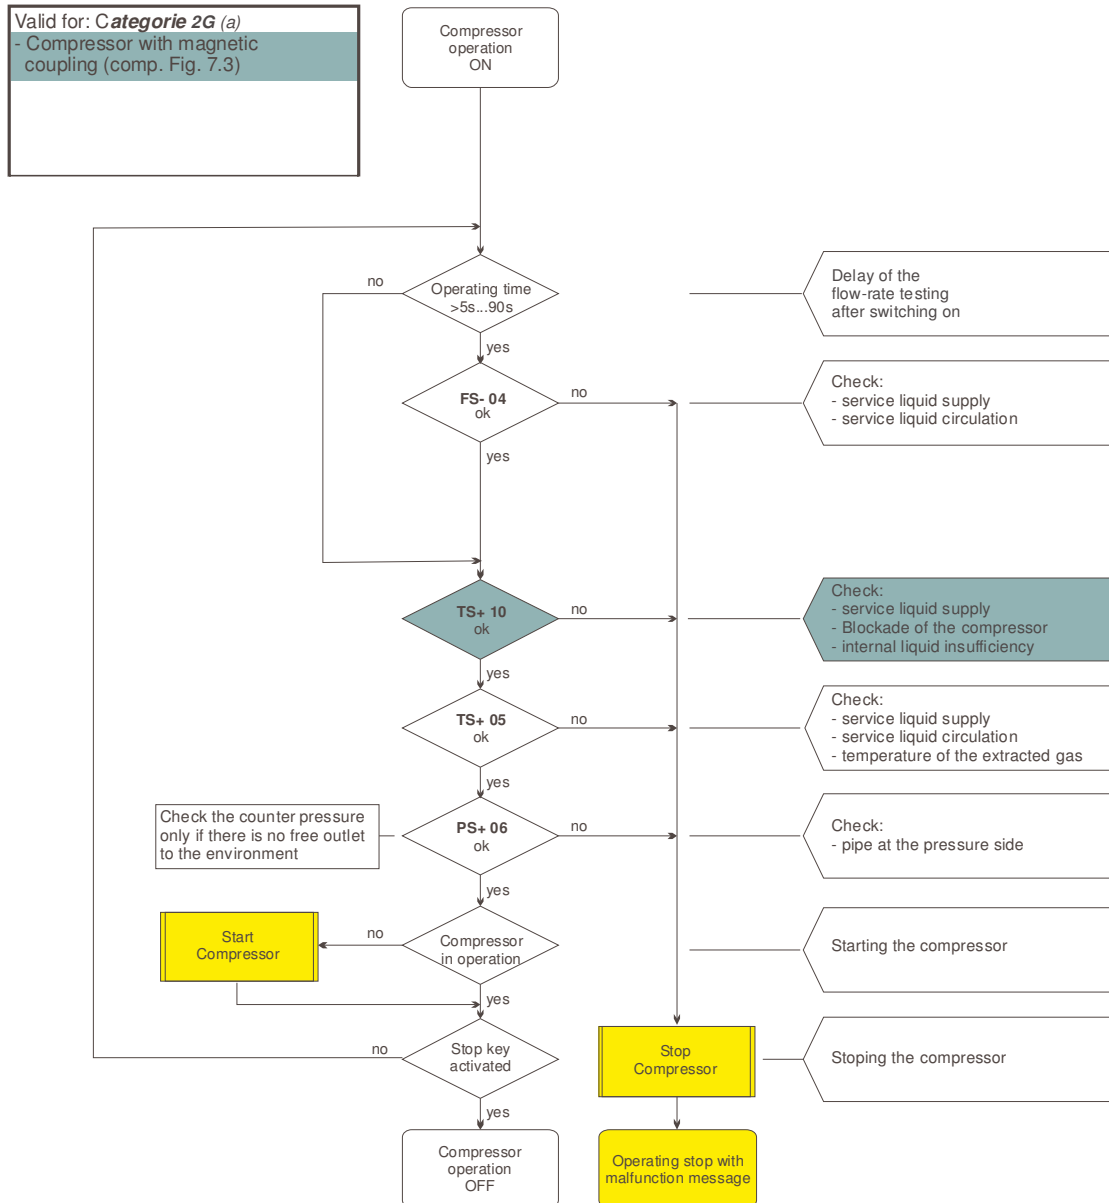 Valid for: Categorie 2G (a)
- Compressor with magnetic
coupling (comp. Fig. 7.3)
Compressor
operation
ON
no
Operating time
>5s...90s
yes
Delay of the
flow-rate testing
after switching on
FS- 04
ok
no
yes
Check:
- service liquid supply
- service liquid circulation
TS+ 10
ok
no
yes
Check:
- service liquid supply
- Blockade of the compressor
- internal liquid insufficiency
TS+ 05
ok
no
yes
Check:
- service liquid supply
- service liquid circulation
- temperature of the extracted gas
Check the counter pressure
only if there is no free outlet
to the environment
PS+ 06
ok
no
yes
Check:
- pipe at the pressure side
Start
Compressor
no
Compressor
in operation
yes
Starting the compressor
no
Stop key
activated
yes
Stop
Compressor
Stoping the compressor
Compressor
operation
OFF
Operating stop with
malfunction message